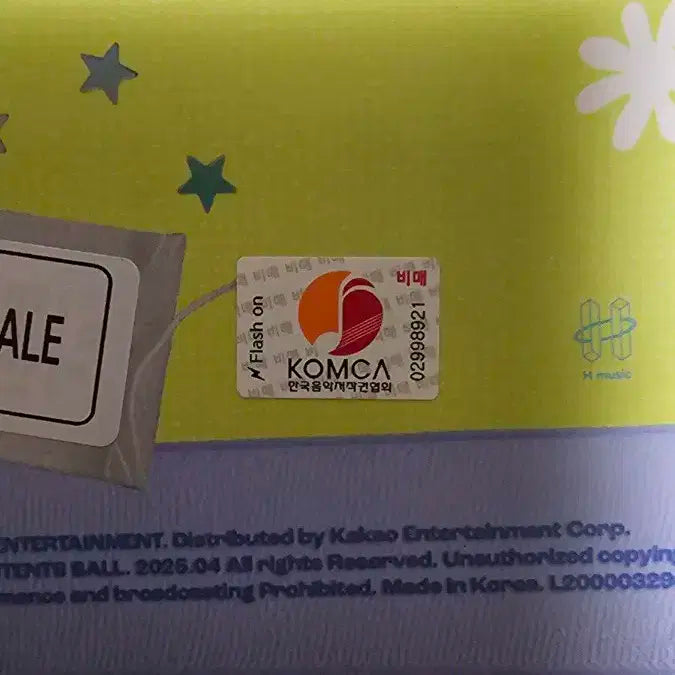 ALE
비매
Flash on
02998921
KOMCA
한국음악저작권협회
H music
ENTERTAINMENT. Distributed by Kakao Entertainment Corp.
TENTS BALL. 2025.04 All rights Reserved. Unauthorized copying
mance and broadcasting Prohibited. Made in Korea. L20000329